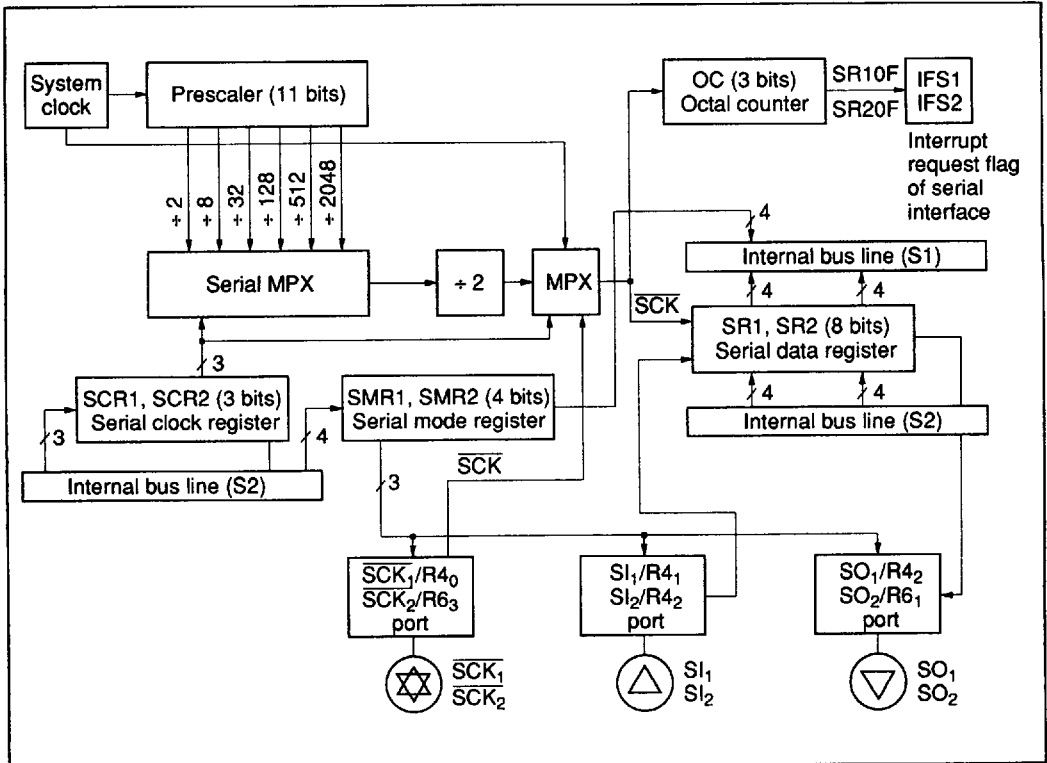 System
clock
Prescaler (11 bits)
OC (3 bits)
Octal counter
SR10F
SR20F
IFS1
IFS2
Interrupt
request flag
of serial
interface
÷ 2
÷ 8
÷ 32
÷ 128
÷ 512
÷ 2048
4
Internal bus line (S1)
Serial MPX
÷ 2
MPX
SCK
4
4
SR1, SR2 (8 bits)
Serial data register
3
SCR1, SCR2 (3 bits)
Serial clock register
SMR1, SMR2 (4 bits)
Serial mode register
4
4
Internal bus line (S2)
3
4
Internal bus line (S2)
3
SCK
SCK₁/R4₀
SCK₂/R6₃
port
SI₁/R4₁
SI₂/R4₂
port
SO₁/R4₂
SO₂/R6₁
port
SCK₁
SCK₂
SI₁
SI₂
SO₁
SO₂